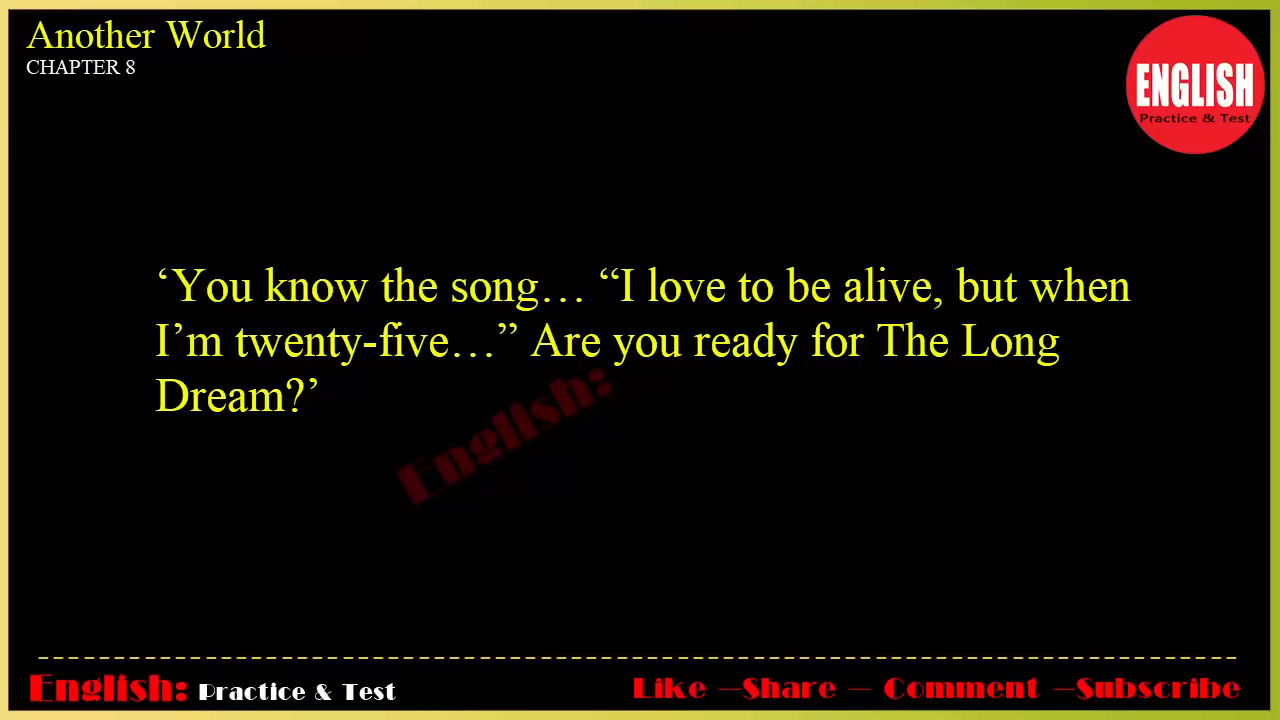 Another World
CHAPTER 8
ENGLISH
Practice & Test
‘You know the song… “I love to be alive, but when
I’m twenty-five…” Are you ready for The Long
Dream?’
English:
English: Practice & Test
Like —Share — Comment —Subscribe